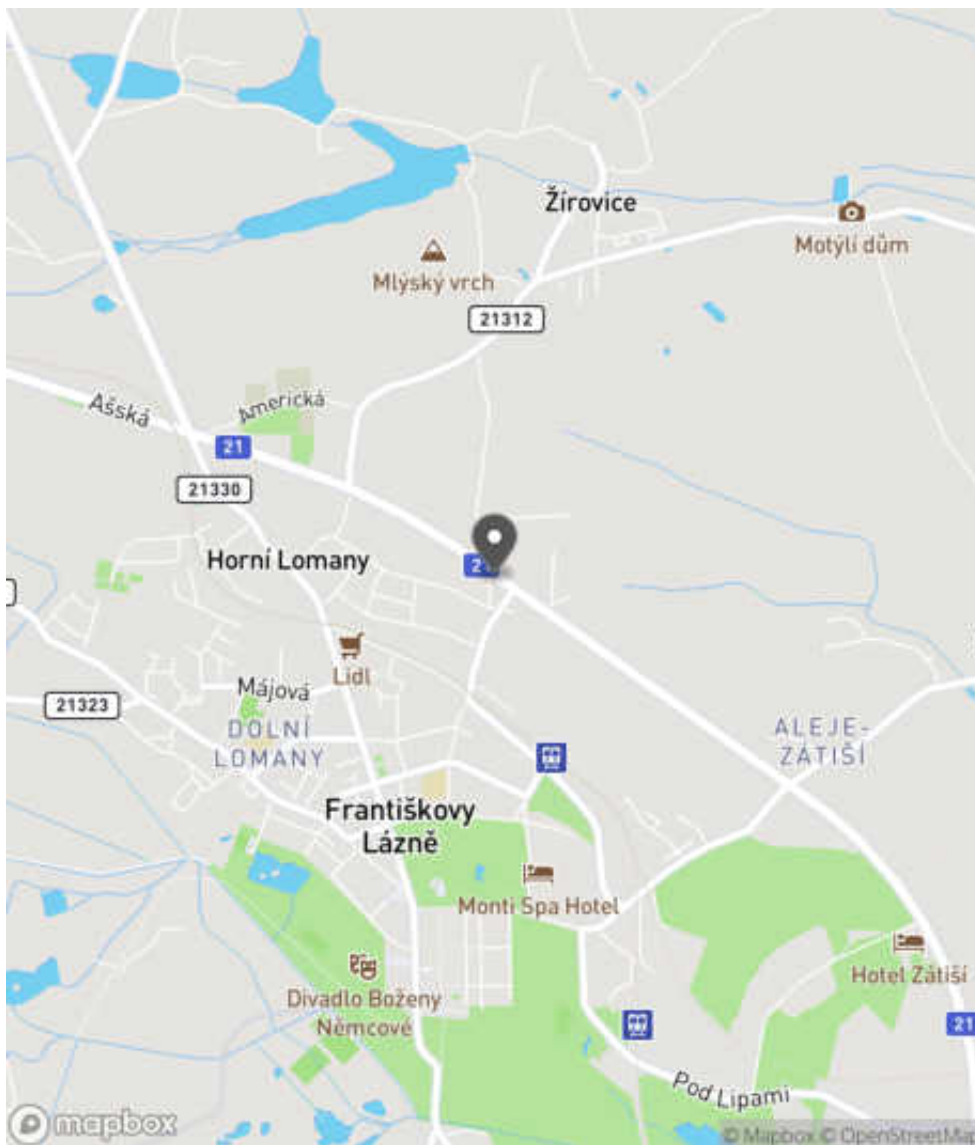 Žírovice
Motýlí dům
Mlýský vrch
21312
Americká
Ašská
21
21330
Horní Lomany
Lidl
Májová
21323
DOLNÍ
LOMANY
ALEJE-
ZÁTIŠÍ
Františkovy
Lázně
Monti Spa Hotel
Hotel Zátiší
Divadlo Boženy
Němcové
21
Pod Lipami
mapbox
© Mapbox © OpenStreetMap